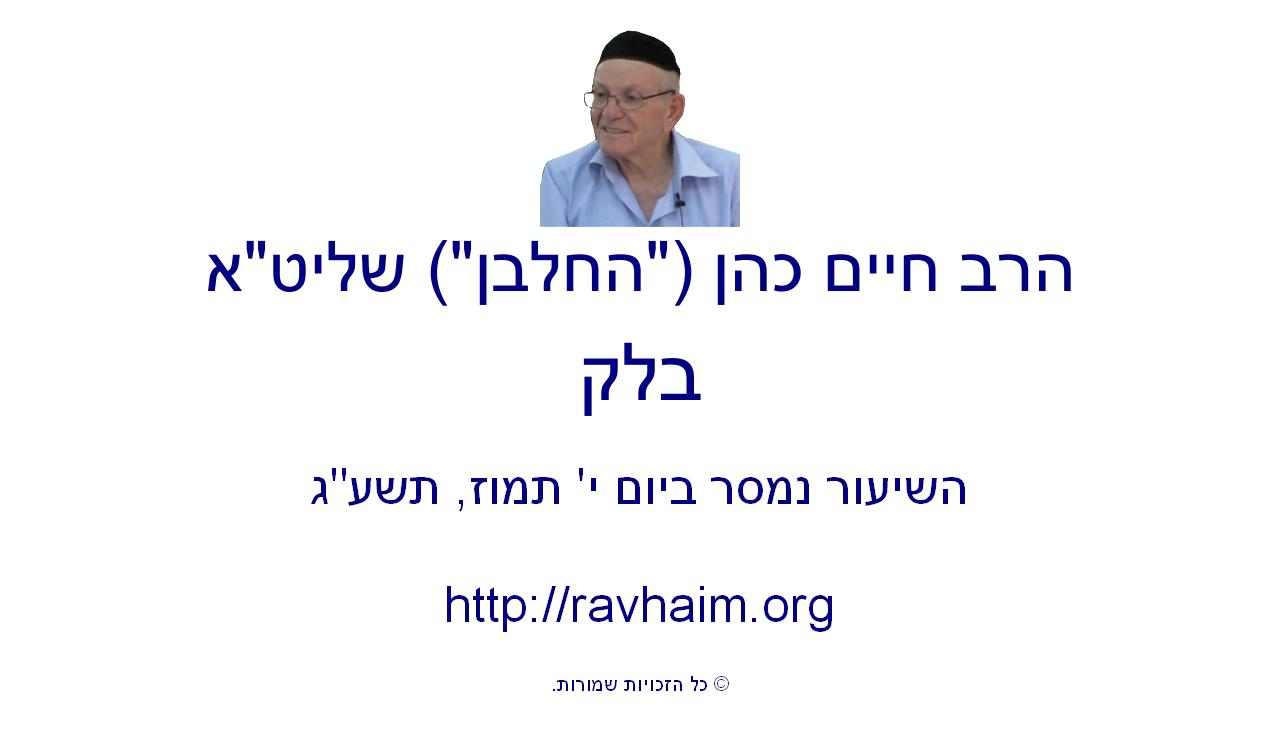 הרב חיים כהן ("החלבן") שליט"א
בלק
השיעור נמסר ביום י' תמוז, תשע''ג
http://ravhaim.org
© כל הזכויות שמורות.